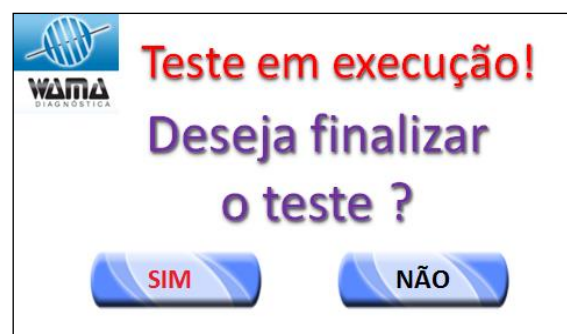 WAMA
DIAGNÓSTICA
Teste em execução!
Deseja finalizar
o teste ?
SIM
NÃO